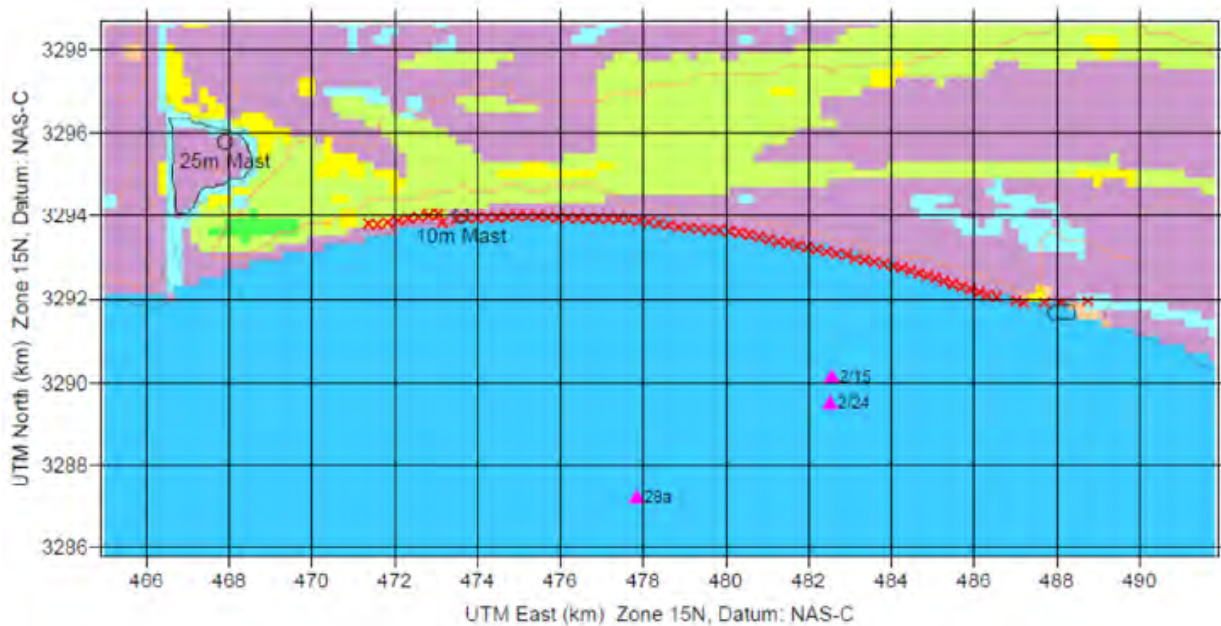 3298
3296
25m Mast
3294
10m Mast
3292
3290
2/15
2/24
3288
28a
3286
466 468 470 472 474 476 478 480 482 484 486 488 490
UTM North (km) Zone 15N, Datum: NAS-C
UTM East (km) Zone 15N, Datum: NAS-C